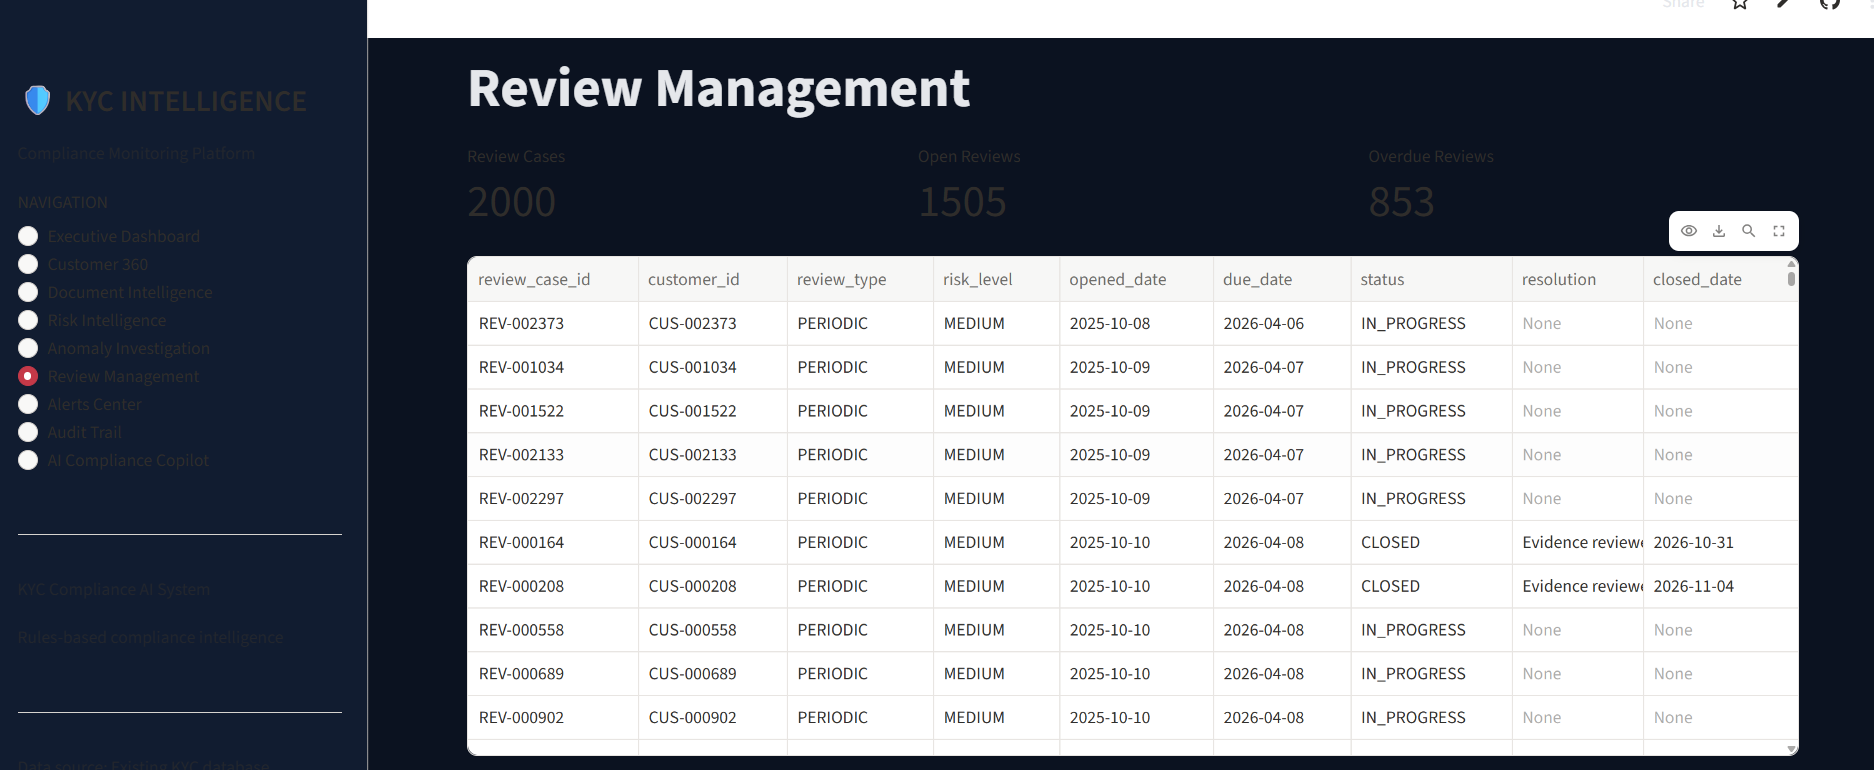 Share
KYC INTELLIGENCE
Compliance Monitoring Platform
NAVIGATION
Executive Dashboard
Customer 360
Document Intelligence
Risk Intelligence
Anomaly Investigation
Review Management
Alerts Center
Audit Trail
AI Compliance Copilot
KYC Compliance AI System
Rules-based compliance intelligence
Data source: Existing KYC database
Review Management
Review Cases Open Reviews Overdue Reviews
2000 1505 853
review_case_id customer_id review_type risk_level opened_date due_date status resolution closed_date
REV-002373 CUS-002373 PERIODIC MEDIUM 2025-10-08 2026-04-06 IN_PROGRESS None None
REV-001034 CUS-001034 PERIODIC MEDIUM 2025-10-09 2026-04-07 IN_PROGRESS None None
REV-001522 CUS-001522 PERIODIC MEDIUM 2025-10-09 2026-04-07 IN_PROGRESS None None
REV-002133 CUS-002133 PERIODIC MEDIUM 2025-10-09 2026-04-07 IN_PROGRESS None None
REV-002297 CUS-002297 PERIODIC MEDIUM 2025-10-09 2026-04-07 IN_PROGRESS None None
REV-000164 CUS-000164 PERIODIC MEDIUM 2025-10-10 2026-04-08 CLOSED Evidence reviewe 2026-10-31
REV-000208 CUS-000208 PERIODIC MEDIUM 2025-10-10 2026-04-08 CLOSED Evidence reviewe 2026-11-04
REV-000558 CUS-000558 PERIODIC MEDIUM 2025-10-10 2026-04-08 IN_PROGRESS None None
REV-000689 CUS-000689 PERIODIC MEDIUM 2025-10-10 2026-04-08 IN_PROGRESS None None
REV-000902 CUS-000902 PERIODIC MEDIUM 2025-10-10 2026-04-08 IN_PROGRESS None None